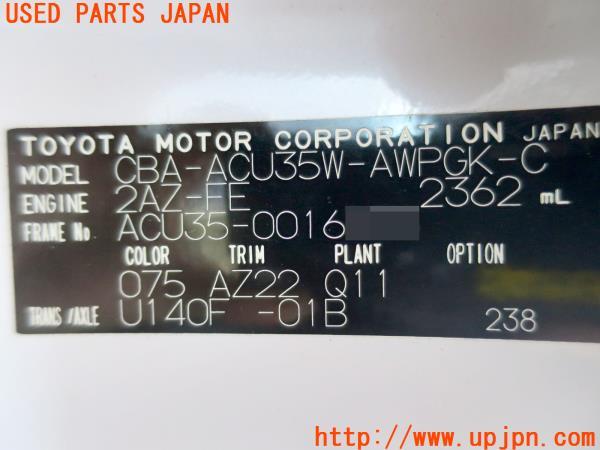 USED PARTS JAPAN
TOYOTA MOTOR CORPORATION JAPAN
MODEL CBA-ACU35W-AWPGK-C
ENGINE 2AZ-FE 2362 mL
FRAME No. ACU35-0016
COLOR TRIM PLANT OPTION
075 AZ22 Q11
TRANS/AXLE U140F -01B 238
http://www.upjpn.com